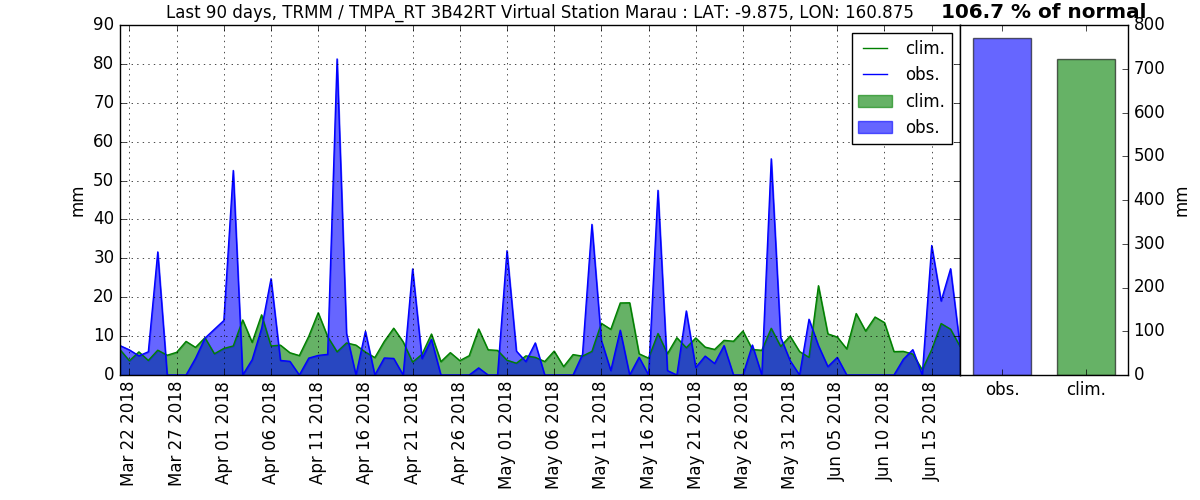 Last 90 days, TRMM / TMPA_RT 3B42RT Virtual Station Marau : LAT: -9.875, LON: 160.875
106.7 % of normal
90
80
70
60
50
40
30
20
10
0
mm
clim.
obs.
clim.
obs.
800
700
600
500
400
300
200
100
0
mm
obs.
clim.
Mar 22 2018
Mar 27 2018
Apr 01 2018
Apr 06 2018
Apr 11 2018
Apr 16 2018
Apr 21 2018
Apr 26 2018
May 01 2018
May 06 2018
May 11 2018
May 16 2018
May 21 2018
May 26 2018
May 31 2018
Jun 05 2018
Jun 10 2018
Jun 15 2018